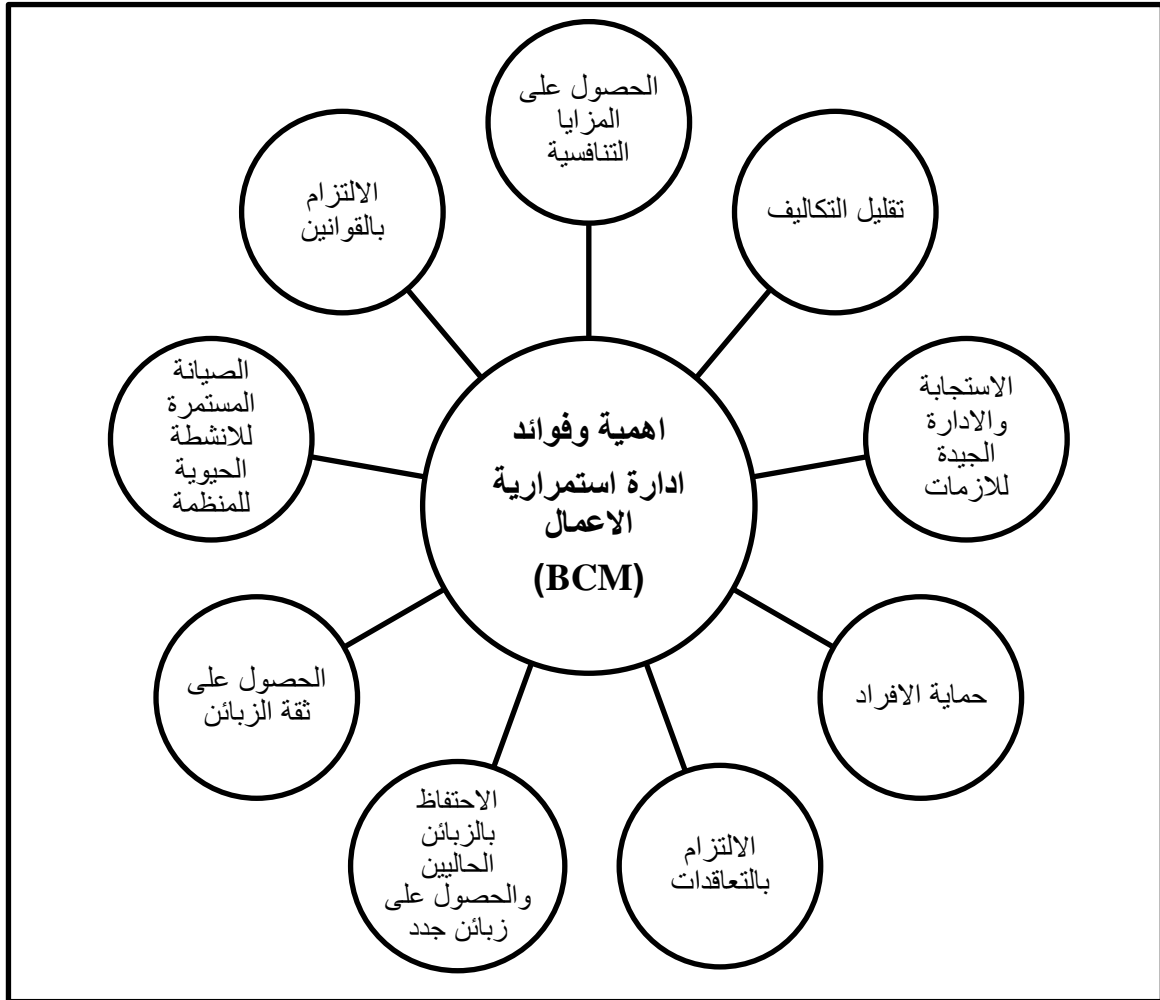 الحصول على
المزايا
التنافسية
تقليل التكاليف
الاستجابة
والادارة
الجيدة
للازمات
حماية الافراد
الالتزام
بالتعاقدات
الاحتفاظ
بالزبائن
الحاليين
والحصول على
زبائن جدد
الحصول على
ثقة الزبائن
الصيانة
المستمرة
للانشطة
الحيوية
للمنظمة
الالتزام
بالقوانين
اهمية وفوائد
ادارة استمرارية
الاعمال
(BCM)